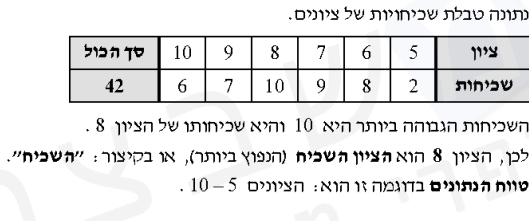 נתונה טבלת שכיחויות של ציונים.
ציון 5 6 7 8 9 10 סך הכול
שכיחות 2 8 9 10 7 6 42
השכיחות הגבוהה ביותר היא 10 והיא שכיחותו של הציון 8 .
לכן, הציון 8 הוא הציון השכיח (הנפוץ ביותר), או בקיצור: "השכיח".
טווח הנתונים בדוגמה זו הוא: הציונים 5 – 10 .